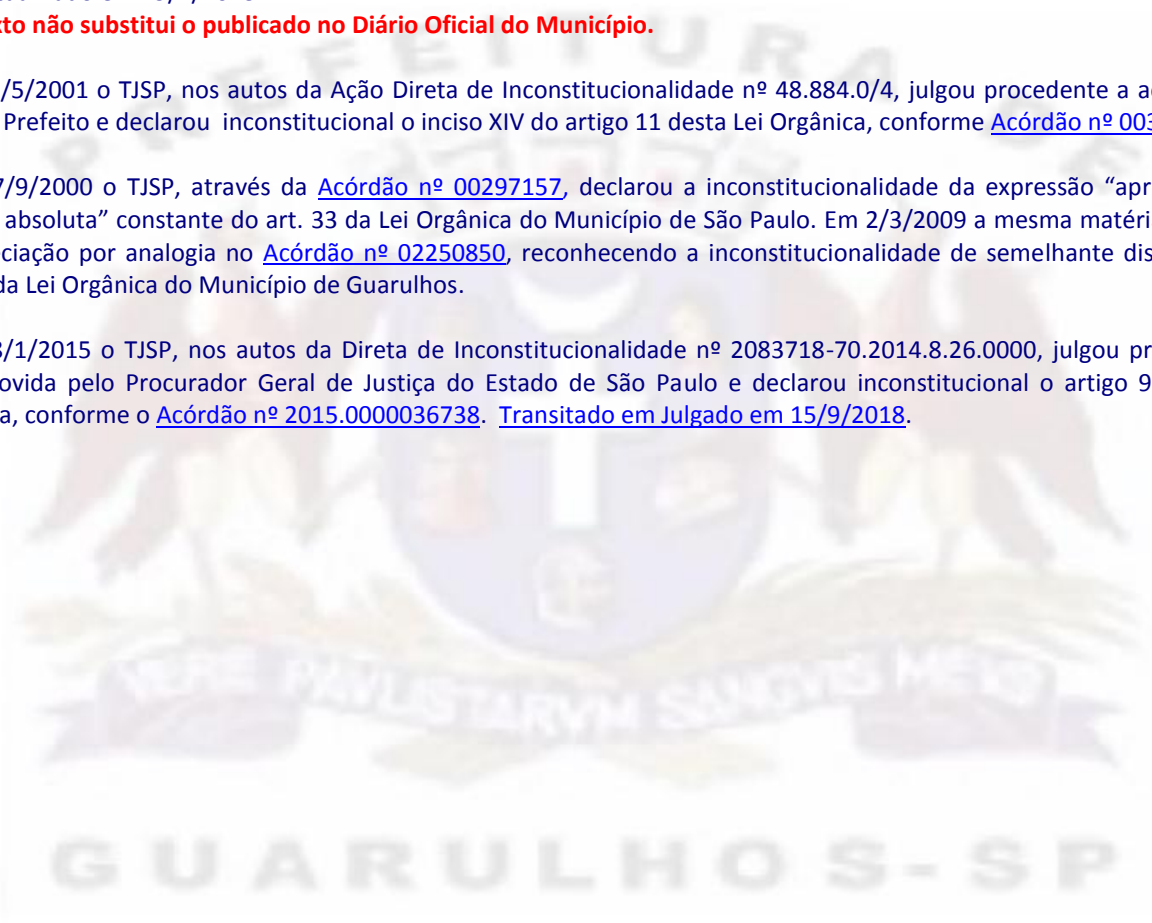 to não substitui o publicado no Diário Oficial do Município.
/5/2001 o TJSP, nos autos da Ação Direta de Inconstitucionalidade nº 48.884.0/4, julgou procedente a a
Prefeito e declarou inconstitucional o inciso XIV do artigo 11 desta Lei Orgânica, conforme Acórdão nº 003
7/9/2000 o TJSP, através da Acórdão nº 00297157, declarou a inconstitucionalidade da expressão “apr
absoluta” constante do art. 33 da Lei Orgânica do Município de São Paulo. Em 2/3/2009 a mesma matéri
ciação por analogia no Acórdão nº 02250850, reconhecendo a inconstitucionalidade de semelhante dis
da Lei Orgânica do Município de Guarulhos.
/1/2015 o TJSP, nos autos da Direta de Inconstitucionalidade nº 2083718-70.2014.8.26.0000, julgou pr
ovida pelo Procurador Geral de Justiça do Estado de São Paulo e declarou inconstitucional o artigo 9
a, conforme o Acórdão nº 2015.0000036738. Transitado em Julgado em 15/9/2018.
PREFEITURA DE
VERE PAVLISTARVM SANGVIS MEVS
GUARULHOS-SP